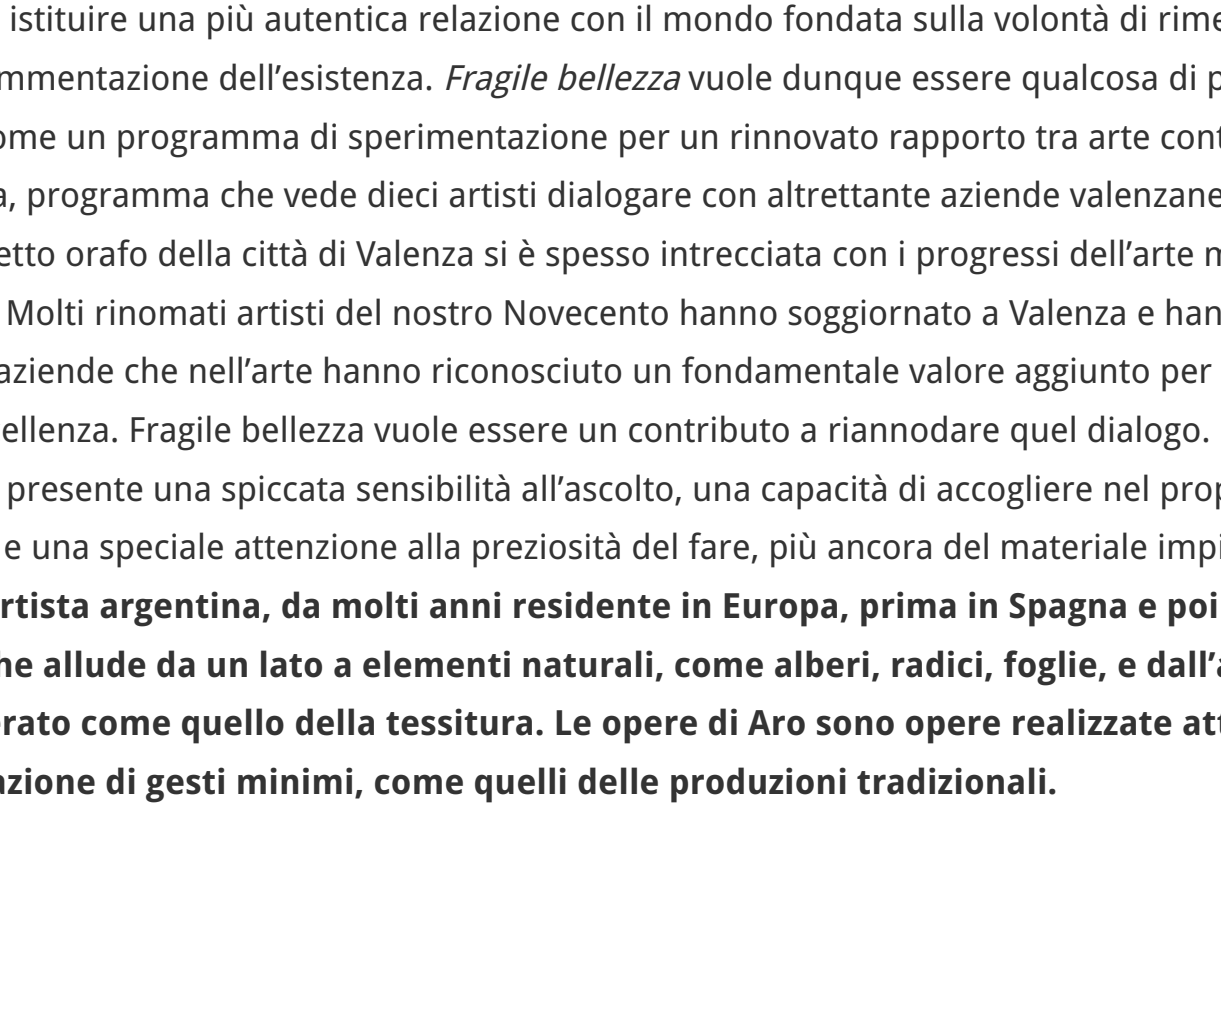 istituire una più autentica relazione con il mondo fondata sulla volontà di rime
mmentazione dell’esistenza. Fragile bellezza vuole dunque essere qualcosa di p
ome un programma di sperimentazione per un rinnovato rapporto tra arte cont
a, programma che vede dieci artisti dialogare con altrettante aziende valenzane
etto orafo della città di Valenza si è spesso intrecciata con i progressi dell’arte m
Molti rinomati artisti del nostro Novecento hanno soggiornato a Valenza e han
aziende che nell’arte hanno riconosciuto un fondamentale valore aggiunto per
ellenza. Fragile bellezza vuole essere un contributo a riannodare quel dialogo.
presente una spiccata sensibilità all’ascolto, una capacità di accogliere nel prop
e una speciale attenzione alla preziosità del fare, più ancora del materiale impi
rtista argentina, da molti anni residente in Europa, prima in Spagna e poi
he allude da un lato a elementi naturali, come alberi, radici, foglie, e dall’a
erato come quello della tessitura. Le opere di Aro sono opere realizzate att
azione di gesti minimi, come quelli delle produzioni tradizionali.